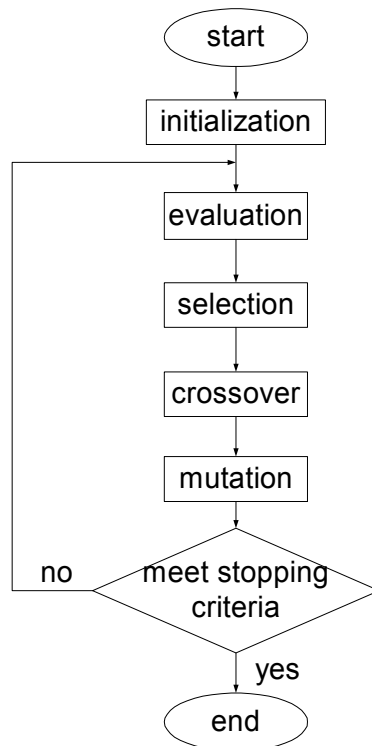 start
initialization
evaluation
selection
crossover
mutation
no
meet stopping
criteria
yes
end